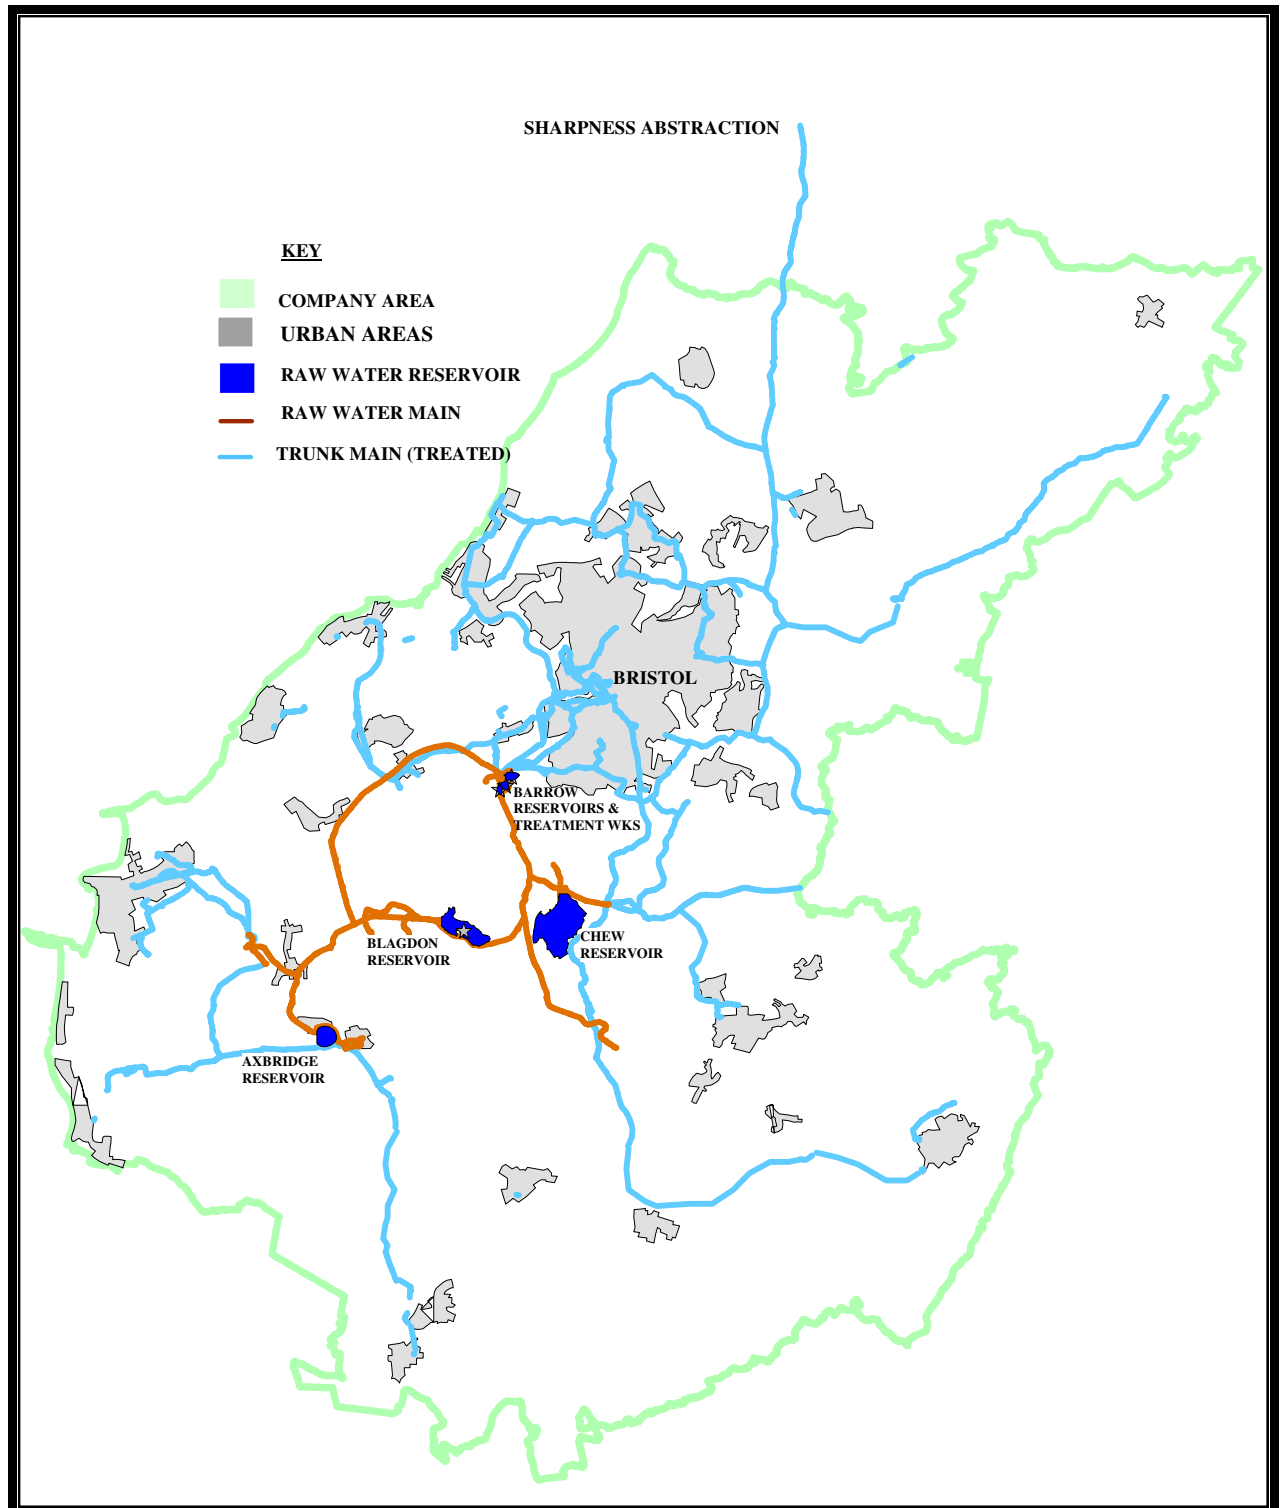 SHARPNESS ABSTRACTION
KEY
COMPANY AREA
URBAN AREAS
RAW WATER RESERVOIR
RAW WATER MAIN
TRUNK MAIN (TREATED)
BRISTOL
BARROW
RESERVOIRS &
TREATMENT WKS
BLAGDON
RESERVOIR
CHEW
RESERVOIR
AXBRIDGE
RESERVOIR